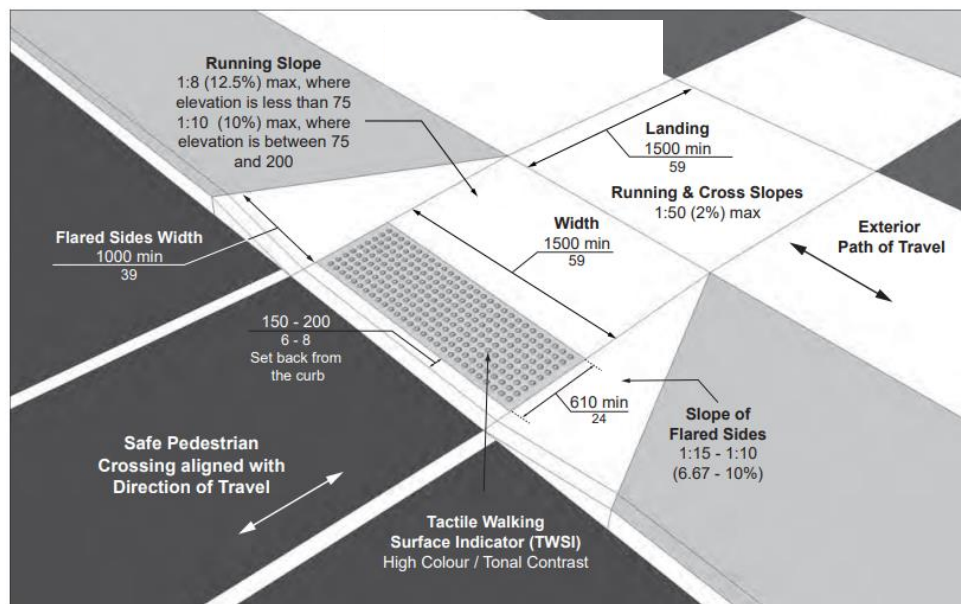 Running Slope
1:8 (12.5%) max, where
elevation is less than 75
1:10 (10%) max, where
elevation is between 75
and 200
Landing
1500 min
59
Running & Cross Slopes
1:50 (2%) max
Flared Sides Width
1000 min
39
Width
1500 min
59
Exterior
Path of Travel
150 - 200
6 - 8
Set back from
the curb
610 min
24
Slope of
Flared Sides
1:15 - 1:10
(6.67 - 10%)
Safe Pedestrian
Crossing aligned with
Direction of Travel
Tactile Walking
Surface Indicator (TWSI)
High Colour / Tonal Contrast